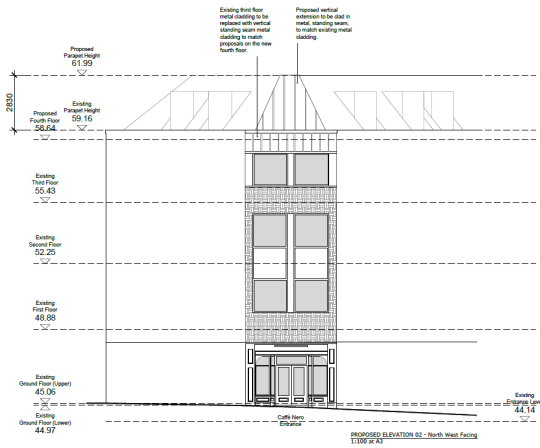 Existing third floor
metal cladding to be
replaced with vertical
standing seam metal
cladding to match
proposals on the new
fourth floor.
Proposed vertical
extension to be clad in
metal, standing seam,
to match existing metal
cladding.
Proposed
Parapet Height
61.99
2830
Existing
Parapet Height
59.16
Proposed
Fourth Floor
58.64
Existing
Third Floor
55.43
Existing
Second Floor
52.25
Existing
First Floor
48.88
Existing
Ground Floor (Upper)
45.06
Existing
Ground Floor (Lower)
44.97
Caffè Nero
Entrance
Existing
Entrance Leve
44.14
PROPOSED ELEVATION 02 - North West Facing
1:100 at A3